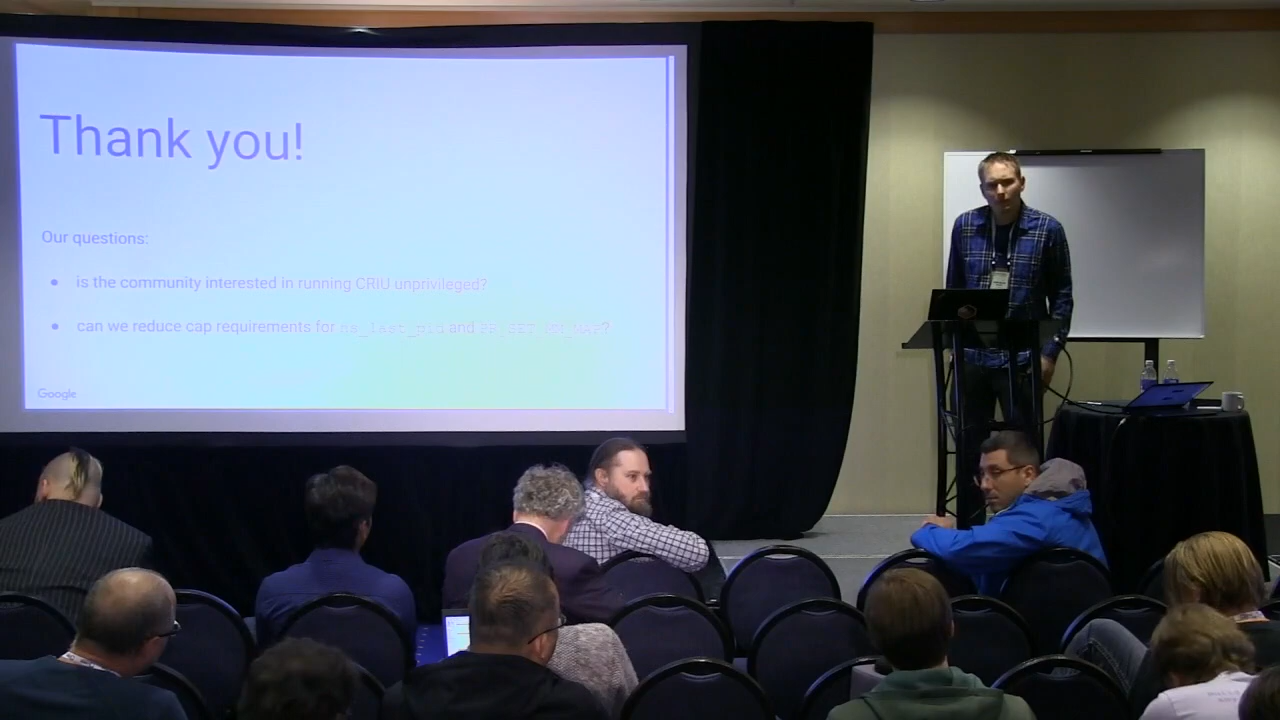 Thank you!
Our questions:
is the community interested in running CRIU unprivileged?
can we reduce cap requirements for ns_last_pid and PR_SET_MM_MAP?
Google